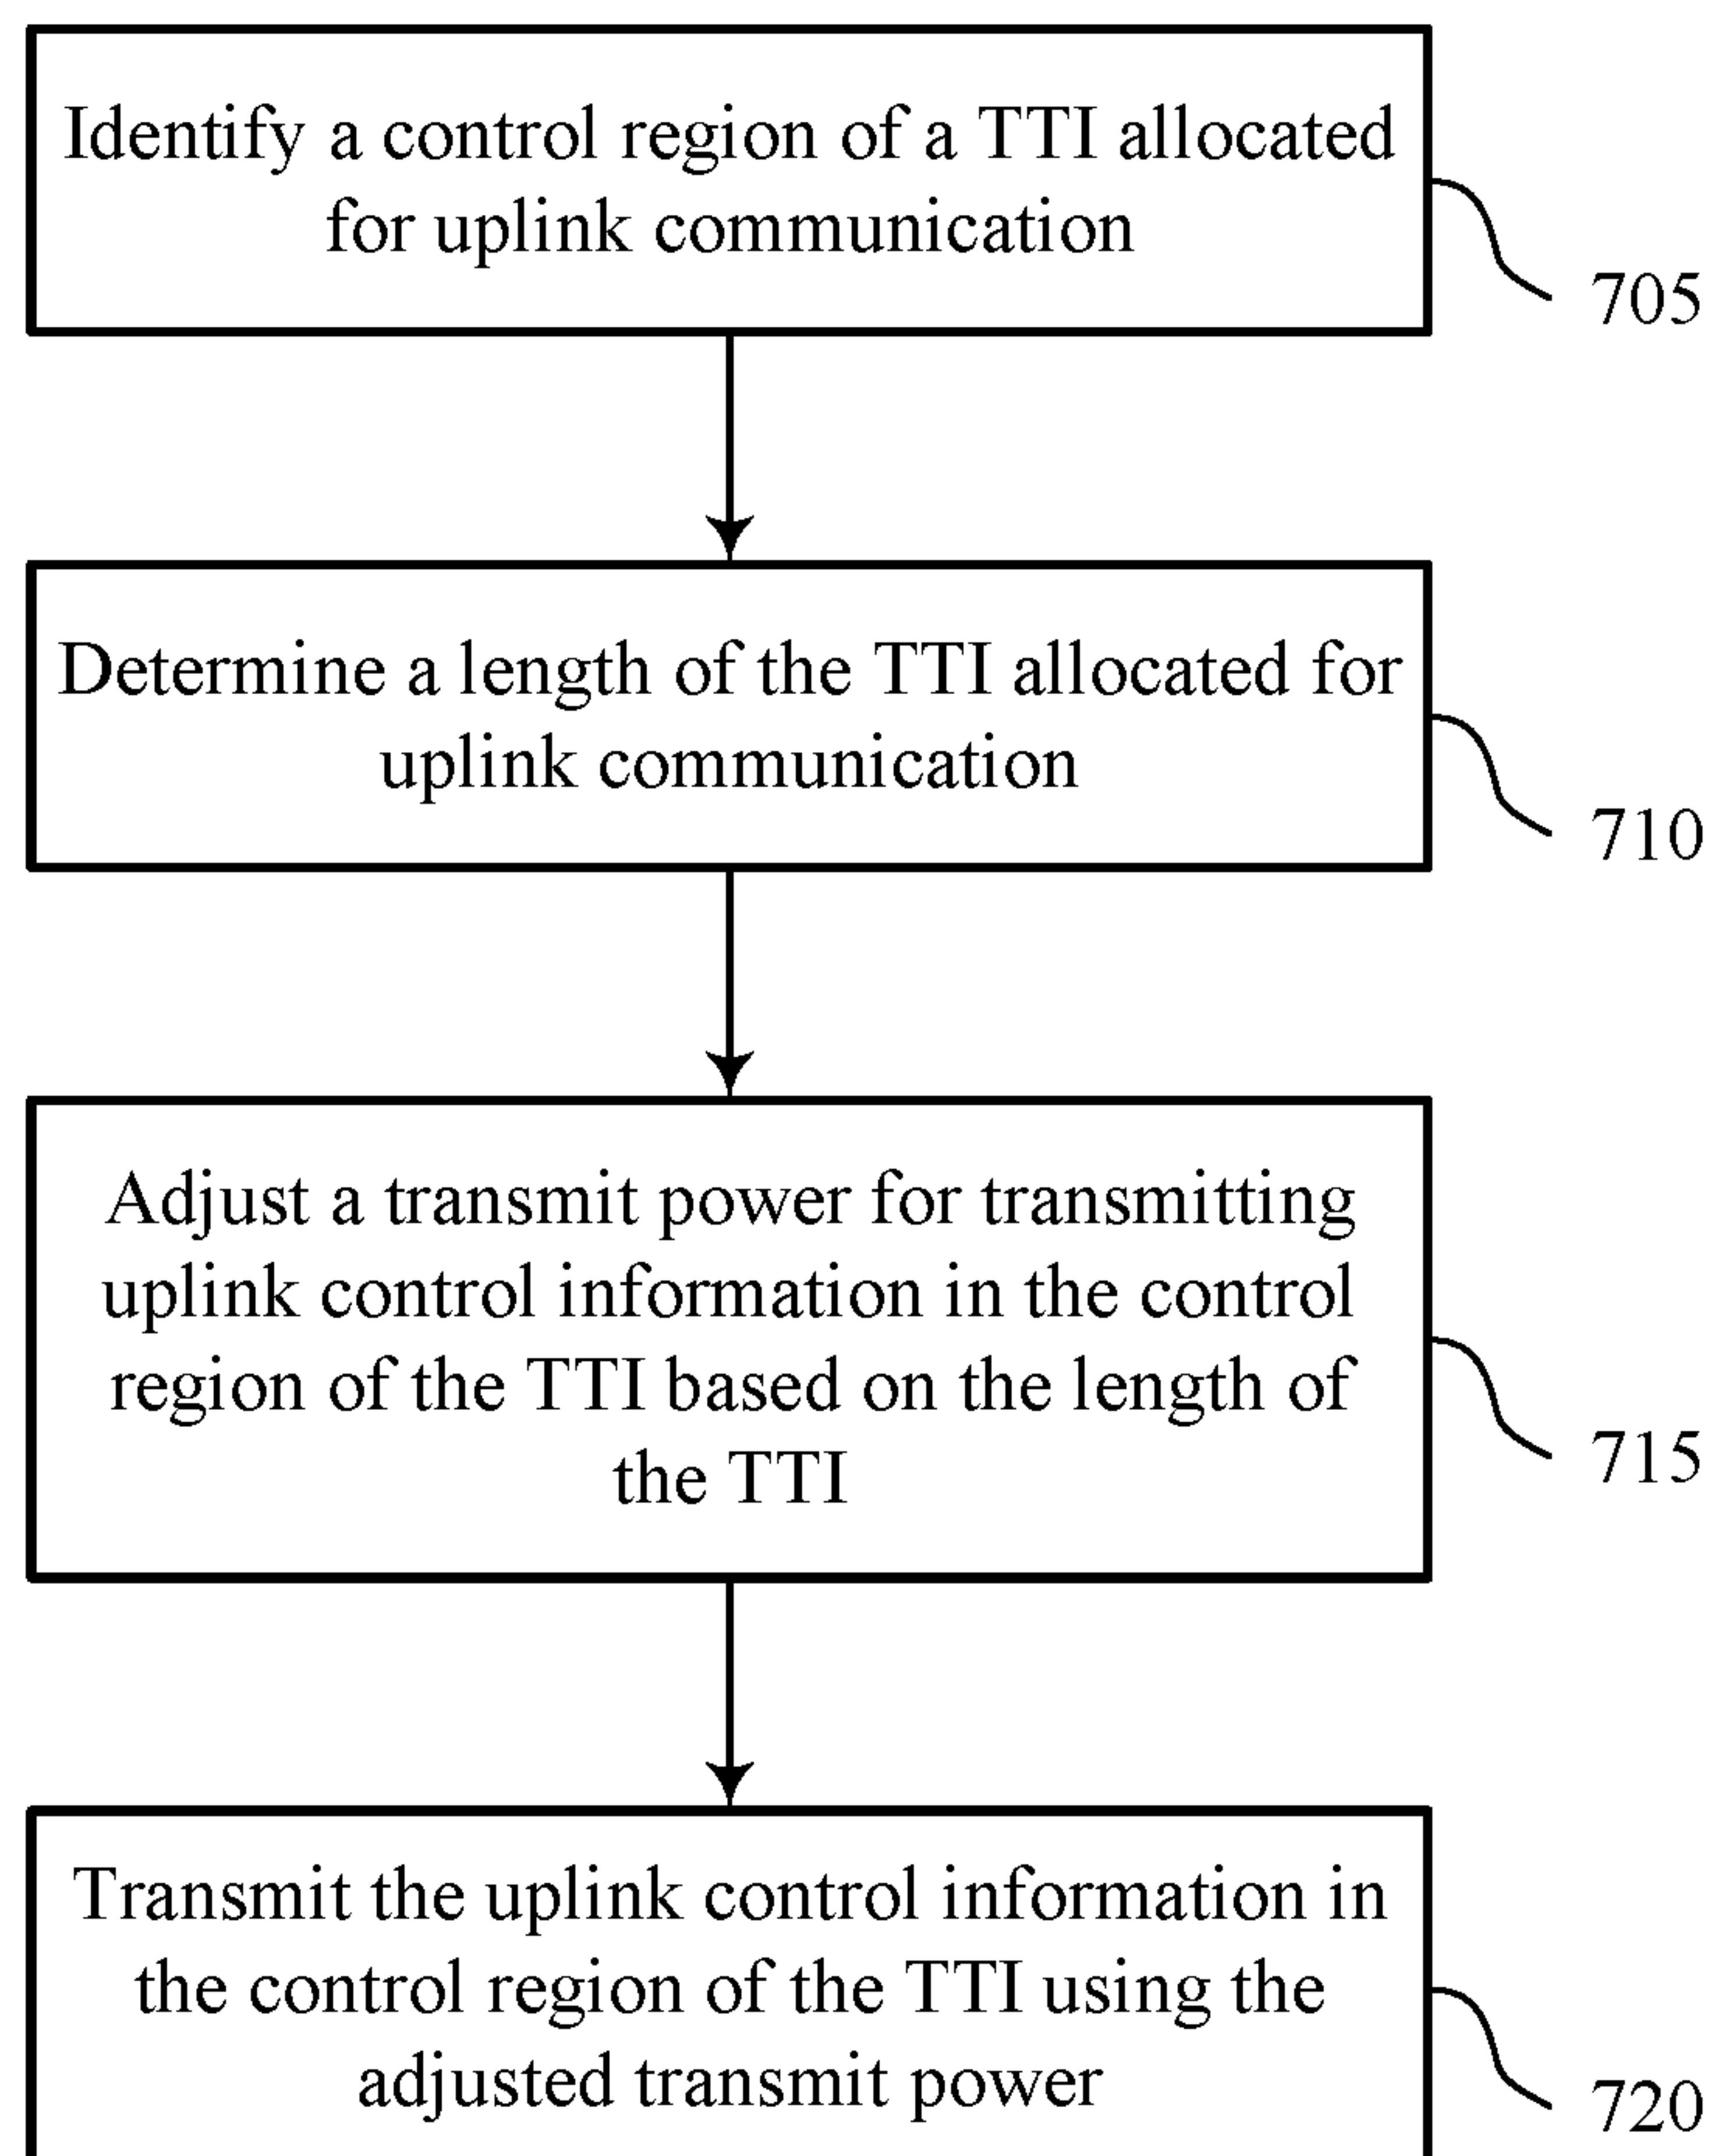 Identify a control region of a TTI allocated
for uplink communication
705
Determine a length of the TTI allocated for
uplink communication
710
Adjust a transmit power for transmitting
uplink control information in the control
region of the TTI based on the length of
the TTI
715
Transmit the uplink control information in
the control region of the TTI using the
adjusted transmit power
720